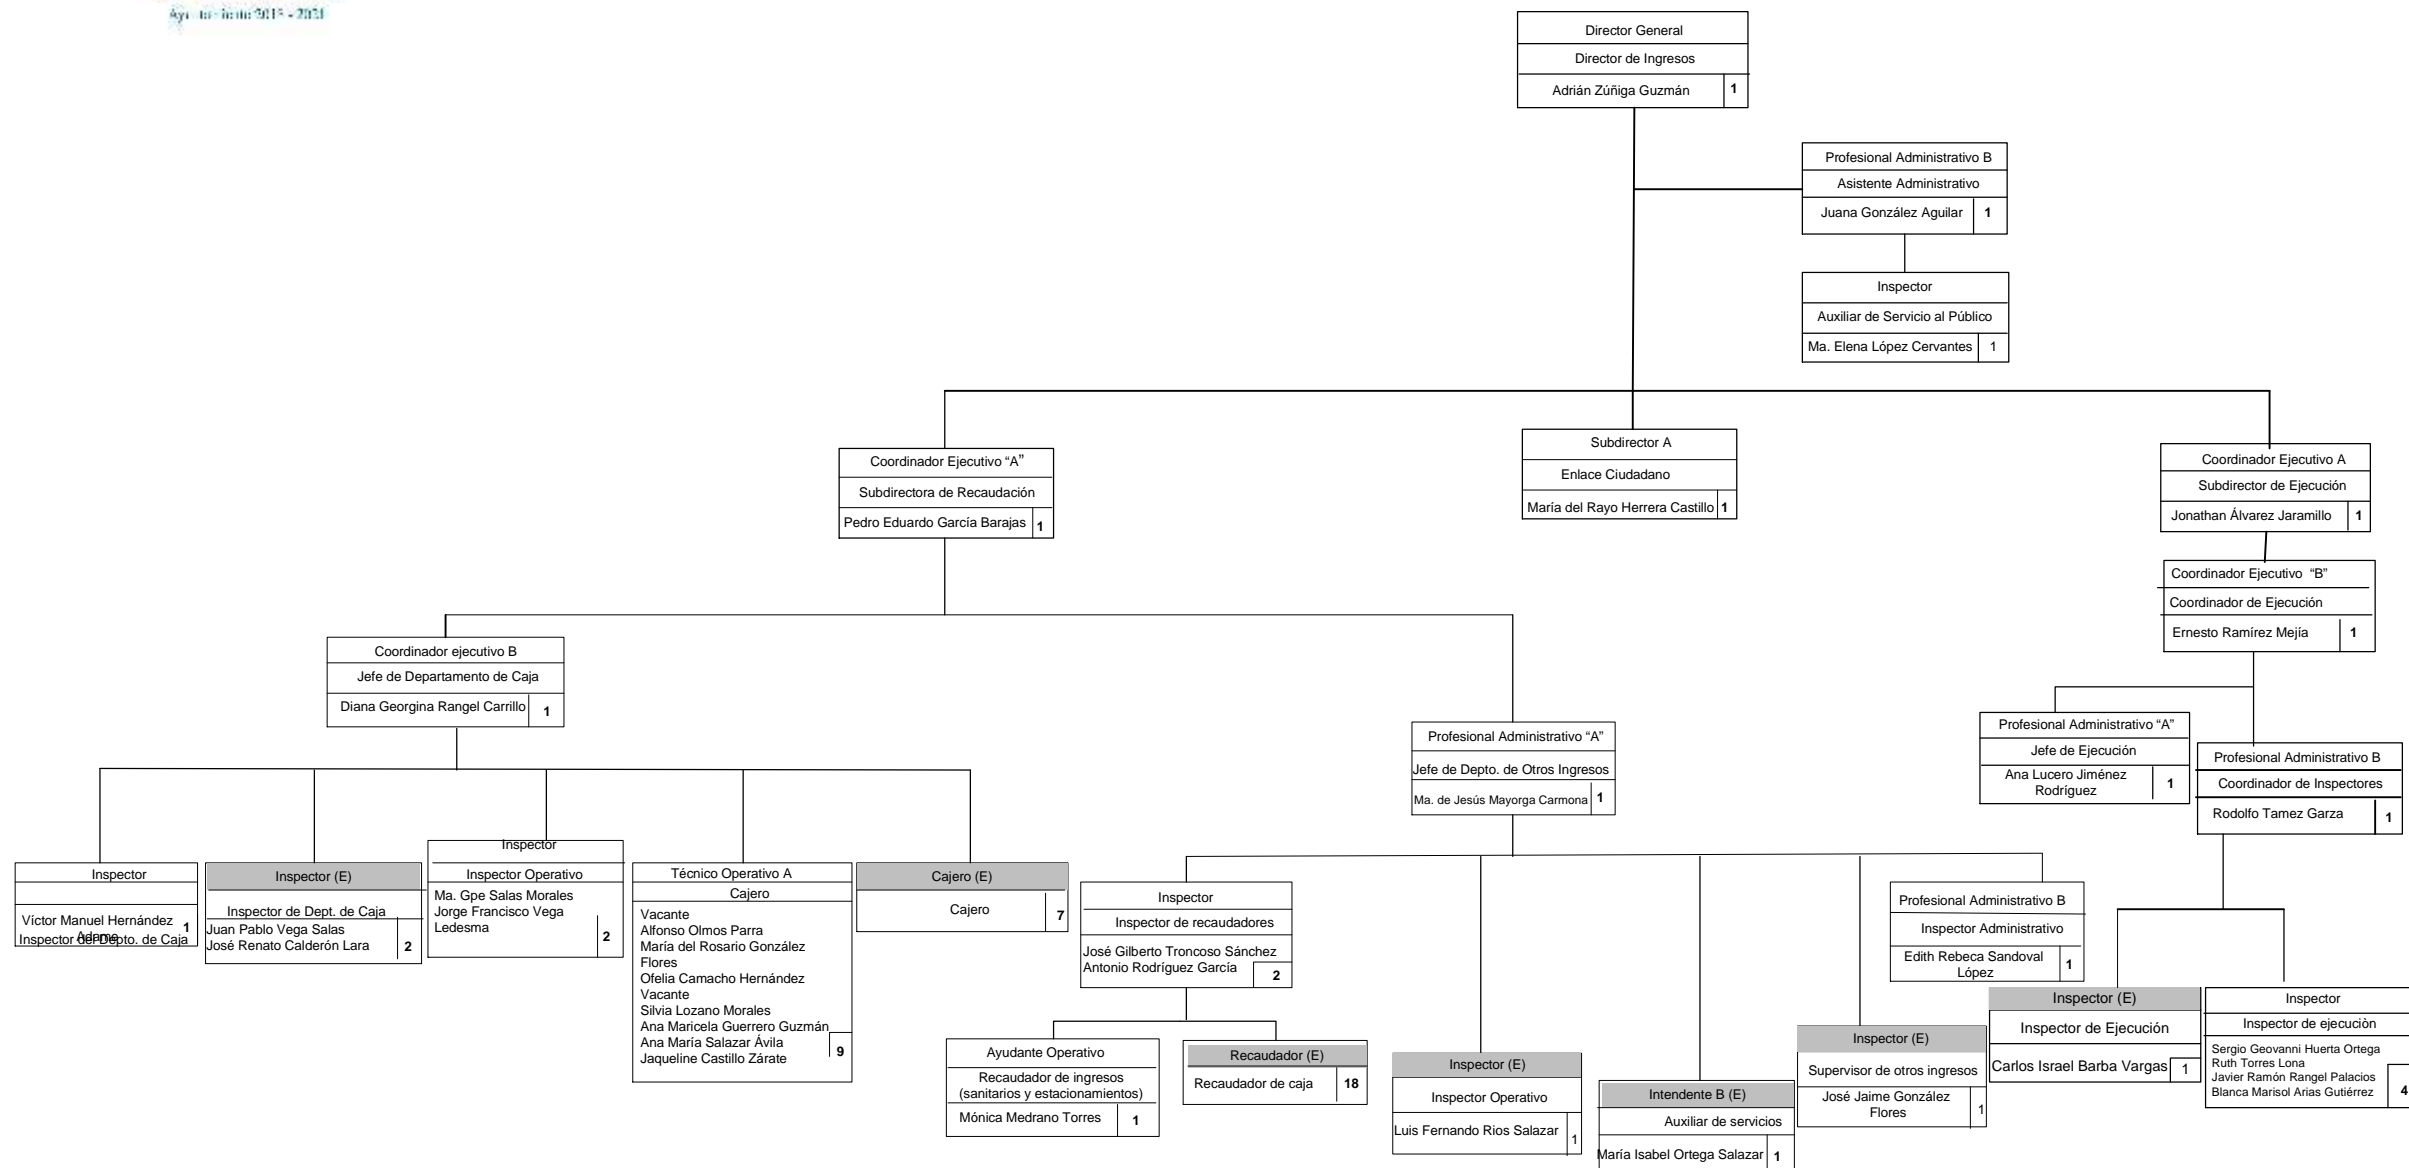 Director General
Director de Ingresos
Adrián Zúñiga Guzmán 1
Profesional Administrativo B
Asistente Administrativo
Juana González Aguilar 1
Inspector
Auxiliar de Servicio al Público
Ma. Elena López Cervantes 1
Coordinador Ejecutivo “A”
Subdirectora de Recaudación
Pedro Eduardo García Barajas 1
Subdirector A
Enlace Ciudadano
María del Rayo Herrera Castillo 1
Coordinador Ejecutivo A
Subdirector de Ejecución
Jonathan Álvarez Jaramillo 1
Coordinador Ejecutivo “B”
Coordinador de Ejecución
Ernesto Ramírez Mejía 1
Coordinador ejecutivo B
Jefe de Departamento de Caja
Diana Georgina Rangel Carrillo 1
Profesional Administrativo “A”
Jefe de Depto. de Otros Ingresos
Ma. de Jesús Mayorga Carmona 1
Profesional Administrativo “A”
Jefe de Ejecución
Ana Lucero Jiménez
Rodríguez 1
Profesional Administrativo B
Coordinador de Inspectores
Rodolfo Tamez Garza 1
Inspector
Víctor Manuel Hernández 1
Adame
Inspector del Depto. de Caja
Inspector (E)
Inspector de Dept. de Caja
Juan Pablo Vega Salas
José Renato Calderón Lara 2
Inspector
Inspector Operativo
Ma. Gpe Salas Morales
Jorge Francisco Vega
Ledesma 2
Técnico Operativo A
Cajero
Vacante
Alfonso Olmos Parra
María del Rosario González
Flores
Ofelia Camacho Hernández
Vacante
Silvia Lozano Morales
Ana Maricela Guerrero Guzmán
Ana María Salazar Ávila
Jaqueline Castillo Zárate 9
Cajero (E)
Cajero 7
Inspector
Inspector de recaudadores
José Gilberto Troncoso Sánchez
Antonio Rodríguez García 2
Profesional Administrativo B
Inspector Administrativo
Edith Rebeca Sandoval
López 1
Ayudante Operativo
Recaudador de ingresos
(sanitarios y estacionamientos)
Mónica Medrano Torres 1
Recaudador (E)
Recaudador de caja 18
Inspector (E)
Inspector Operativo
Luis Fernando Rios Salazar 1
Intendente B (E)
Auxiliar de servicios
María Isabel Ortega Salazar 1
Inspector (E)
Supervisor de otros ingresos
José Jaime González
Flores 1
Inspector (E)
Inspector de Ejecución
Carlos Israel Barba Vargas 1
Inspector
Inspector de ejecuciòn
Sergio Geovanni Huerta Ortega
Ruth Torres Lona
Javier Ramón Rangel Palacios
Blanca Marisol Arias Gutiérrez 4